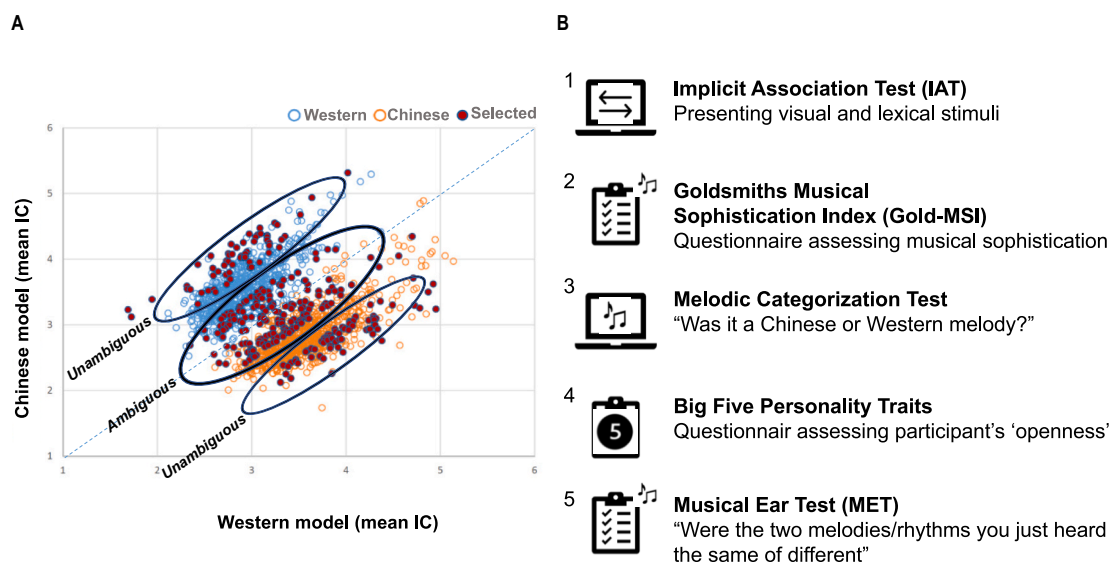 A
Western Chinese Selected
6
5
4
3
2
1
1 2 3 4 5 6
Chinese model (mean IC)
Western model (mean IC)
Unambiguous
Ambiguous
Unambiguous
B
1
Implicit Association Test (IAT)
Presenting visual and lexical stimuli
2
Goldsmiths Musical
Sophistication Index (Gold-MSI)
Questionnaire assessing musical sophistication
3
Melodic Categorization Test
“Was it a Chinese or Western melody?”
4
5
Big Five Personality Traits
Questionnair assessing participant’s ‘openness’
5
Musical Ear Test (MET)
“Were the two melodies/rhythms you just heard
the same of different”